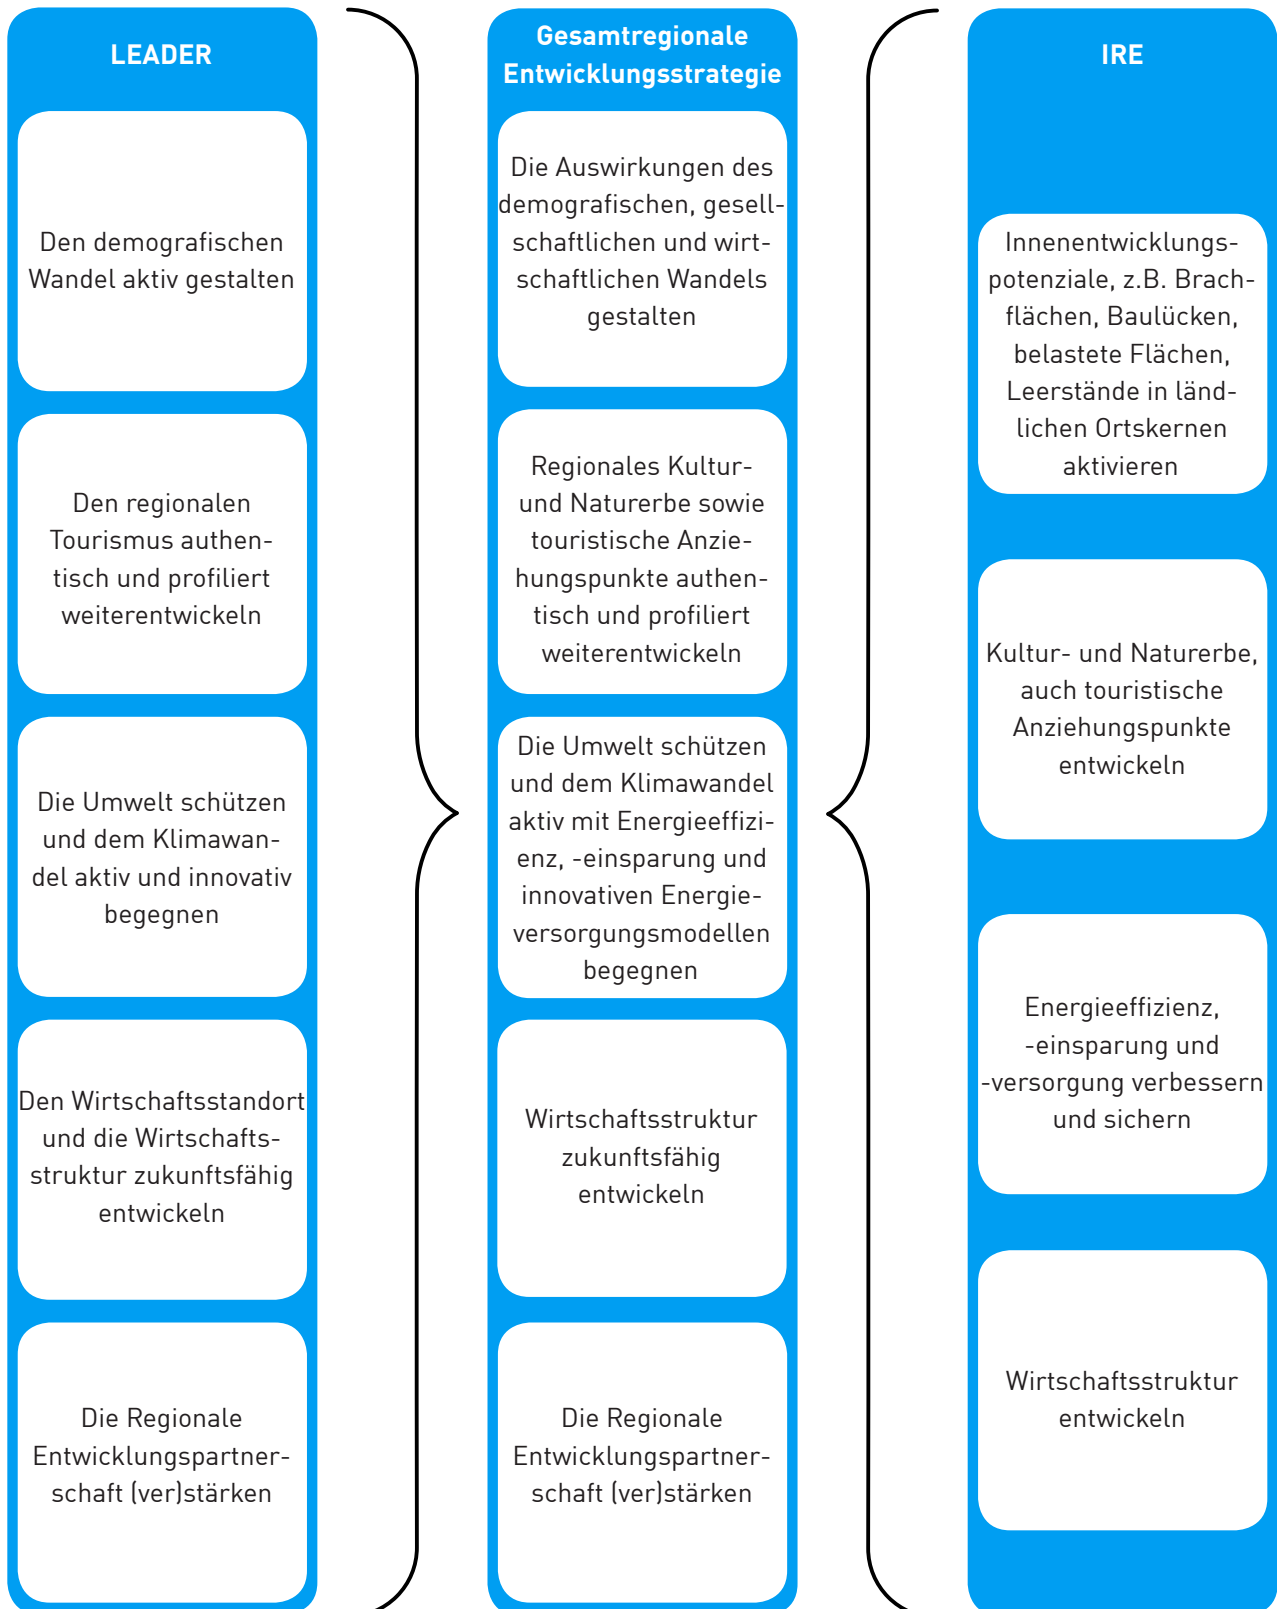 LEADER
Den demografischen
Wandel aktiv gestalten
Den regionalen
Tourismus authen-
tisch und profiliert
weiterentwickeln
Die Umwelt schützen
und dem Klimawan-
del aktiv und innovativ
begegnen
Den Wirtschaftsstandort
und die Wirtschafts-
struktur zukunftsfähig
entwickeln
Die Regionale
Entwicklungspartner-
schaft (ver)stärken
Gesamtregionale
Entwicklungsstrategie
Die Auswirkungen des
demografischen, gesell-
schaftlichen und wirt-
schaftlichen Wandels
gestalten
Regionales Kultur-
und Naturerbe sowie
touristische Anzie-
hungspunkte authen-
tisch und profiliert
weiterentwickeln
Die Umwelt schützen
und dem Klimawandel
aktiv mit Energieeffizi-
enz, -einsparung und
innovativen Energie-
versorgungsmodellen
begegnen
Wirtschaftsstruktur
zukunftsfähig
entwickeln
Die Regionale
Entwicklungspartner-
schaft (ver)stärken
IRE
Innenentwicklungs-
potenziale, z.B. Brach-
flächen, Baulücken,
belastete Flächen,
Leerstände in länd-
lichen Ortskernen
aktivieren
Kultur- und Naturerbe,
auch touristische
Anziehungspunkte
entwickeln
Energieeffizienz,
-einsparung und
-versorgung verbessern
und sichern
Wirtschaftsstruktur
entwickeln